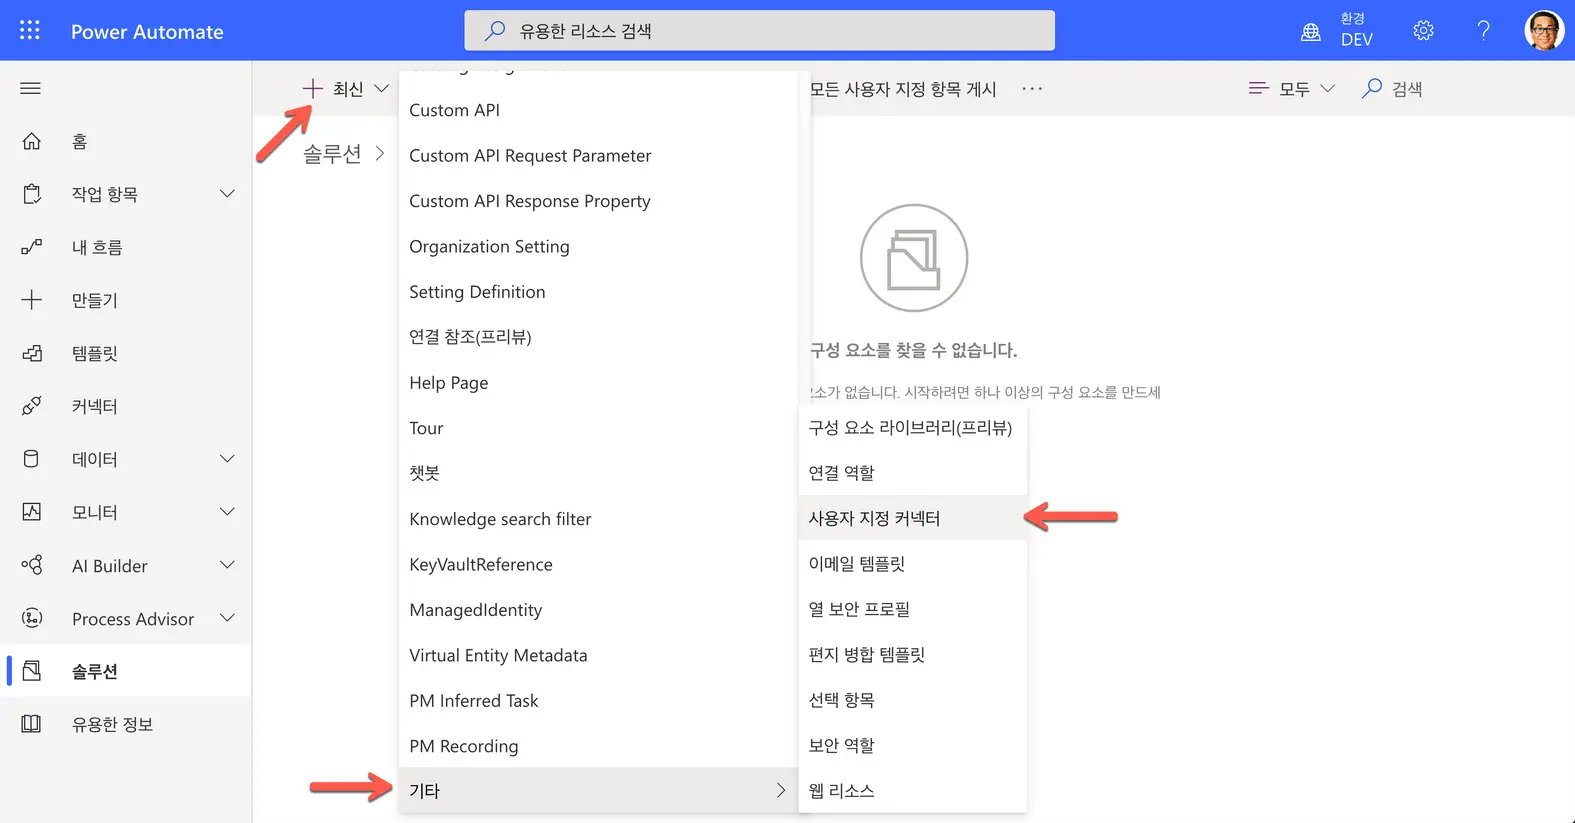 Power Automate
유용한 리소스 검색
환경
DEV
최신
모든 사용자 지정 항목 게시
모두
검색
홈
작업 항목
내 흐름
만들기
템플릿
커넥터
데이터
모니터
AI Builder
Process Advisor
솔루션
유용한 정보
솔루션
Custom API
Custom API Request Parameter
Custom API Response Property
Organization Setting
Setting Definition
연결 참조(프리뷰)
Help Page
Tour
챗봇
Knowledge search filter
KeyVaultReference
ManagedIdentity
Virtual Entity Metadata
PM Inferred Task
PM Recording
기타
구성 요소를 찾을 수 없습니다.
없습니다. 시작하려면 하나 이상의 구성 요소를 만드세
구성 요소 라이브러리(프리뷰)
연결 역할
사용자 지정 커넥터
이메일 템플릿
열 보안 프로필
편지 병합 템플릿
선택 항목
보안 역할
웹 리소스